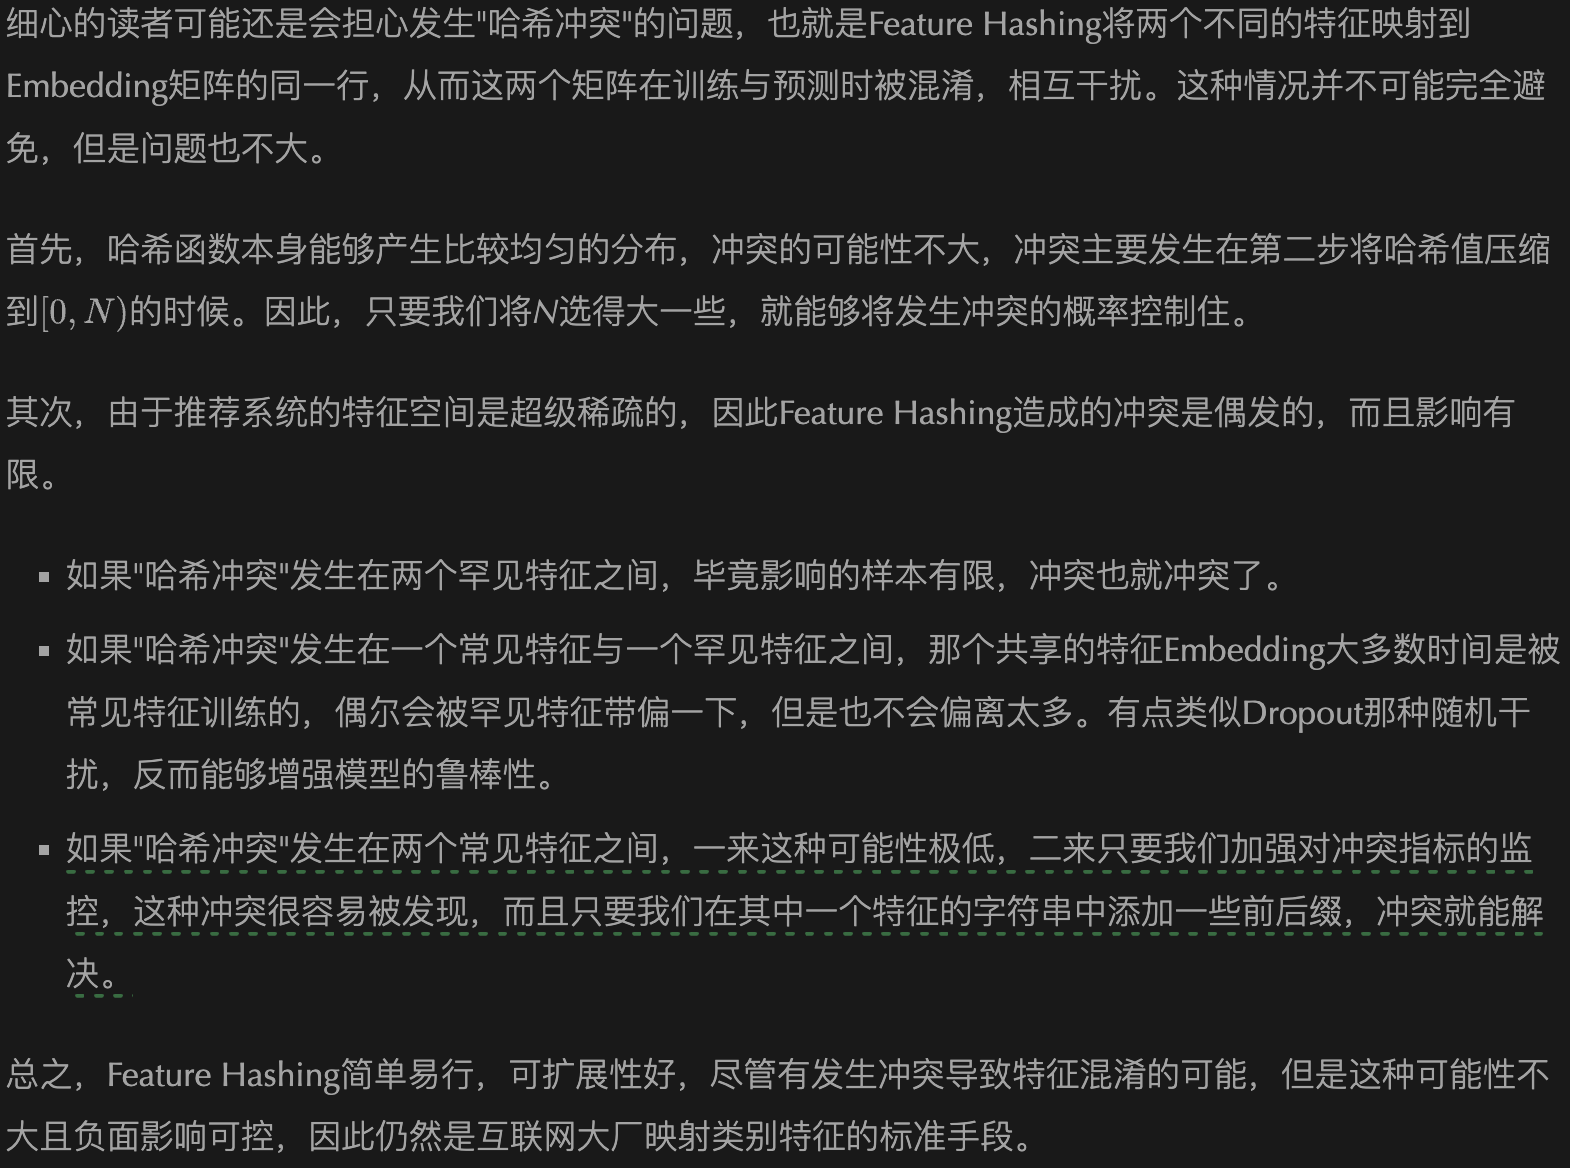 细心的读者可能还是会担心发生"哈希冲突"的问题，也就是Feature Hashing将两个不同的特征映射到
Embedding矩阵的同一行，从而这两个矩阵在训练与预测时被混淆，相互干扰。这种情况并不可能完全避
免，但是问题也不大。
首先，哈希函数本身能够产生比较均匀的分布，冲突的可能性不大，冲突主要发生在第二步将哈希值压缩
到[0, N)的时候。因此，只要我们将N选得大一些，就能够将发生冲突的概率控制住。
其次，由于推荐系统的特征空间是超级稀疏的，因此Feature Hashing造成的冲突是偶发的，而且影响有
限。
▪ 如果"哈希冲突"发生在两个罕见特征之间，毕竟影响的样本有限，冲突也就冲突了。
▪ 如果"哈希冲突"发生在一个常见特征与一个罕见特征之间，那个共享的特征Embedding大多数时间是被
常见特征训练的，偶尔会被罕见特征带偏一下，但是也不会偏离太多。有点类似Dropout那种随机干
扰，反而能够增强模型的鲁棒性。
▪ 如果"哈希冲突"发生在两个常见特征之间，一来这种可能性极低，二来只要我们加强对冲突指标的监
控，这种冲突很容易被发现，而且只要我们在其中一个特征的字符串中添加一些前后缀，冲突就能解
决。
总之，Feature Hashing简单易行，可扩展性好，尽管有发生冲突导致特征混淆的可能，但是这种可能性不
大且负面影响可控，因此仍然是互联网大厂映射类别特征的标准手段。